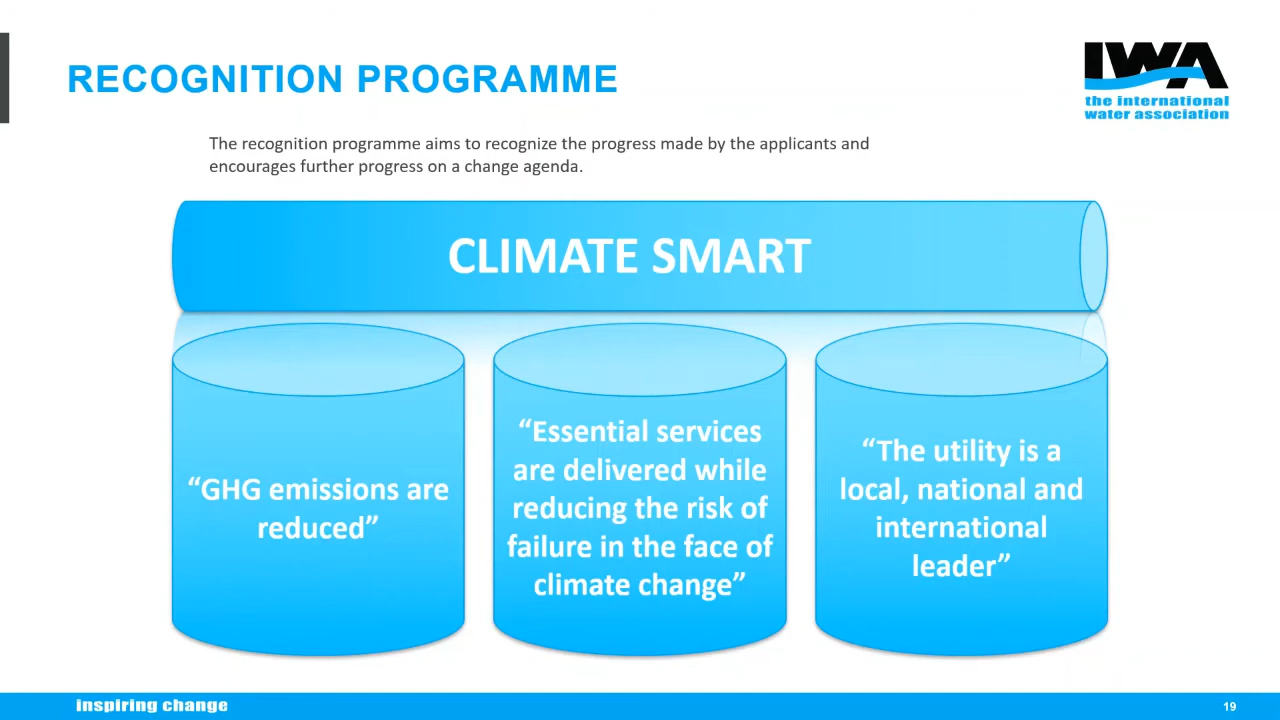 RECOGNITION PROGRAMME
IWA
the international
water association
The recognition programme aims to recognize the progress made by the applicants and
encourages further progress on a change agenda.
CLIMATE SMART
“GHG emissions are
reduced”
“Essential services
are delivered while
reducing the risk of
failure in the face of
climate change”
“The utility is a
local, national and
international
leader”
inspiring change
19